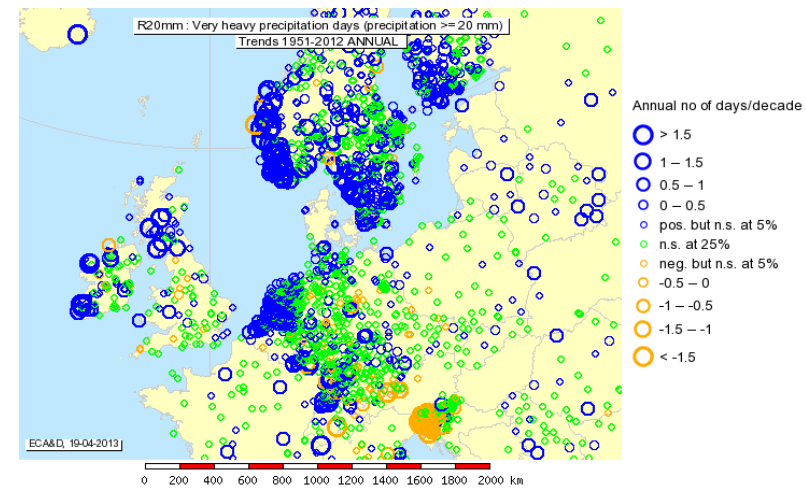 R20mm : Very heavy precipitation days (precipitation >= 20 mm)
Trends 1951-2012 ANNUAL
Annual no of days/decade
> 1.5
1 – 1.5
0.5 – 1
0 – 0.5
pos. but n.s. at 5%
n.s. at 25%
neg. but n.s. at 5%
-0.5 – 0
-1 – -0.5
-1.5 – -1
< -1.5
ECA&D, 19-04-2013
0 200 400 600 800 1000 1200 1400 1600 1800 2000 km